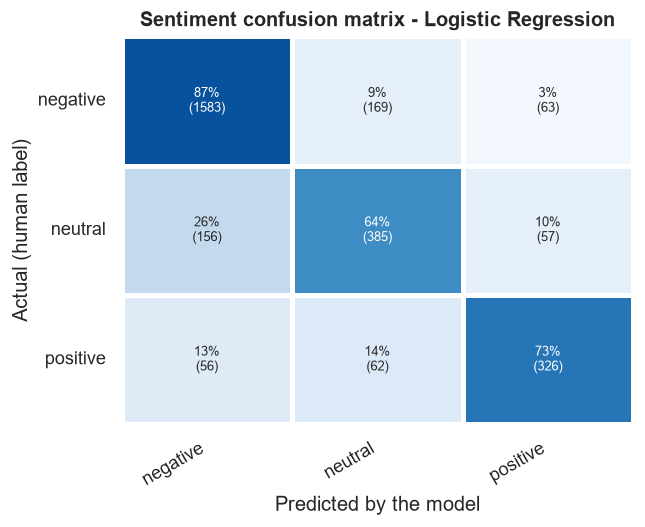 Sentiment confusion matrix - Logistic Regression
Actual (human label)
negative
87%
(1583)
9%
(169)
3%
(63)
neutral
26%
(156)
64%
(385)
10%
(57)
positive
13%
(56)
14%
(62)
73%
(326)
negative
neutral
positive
Predicted by the model